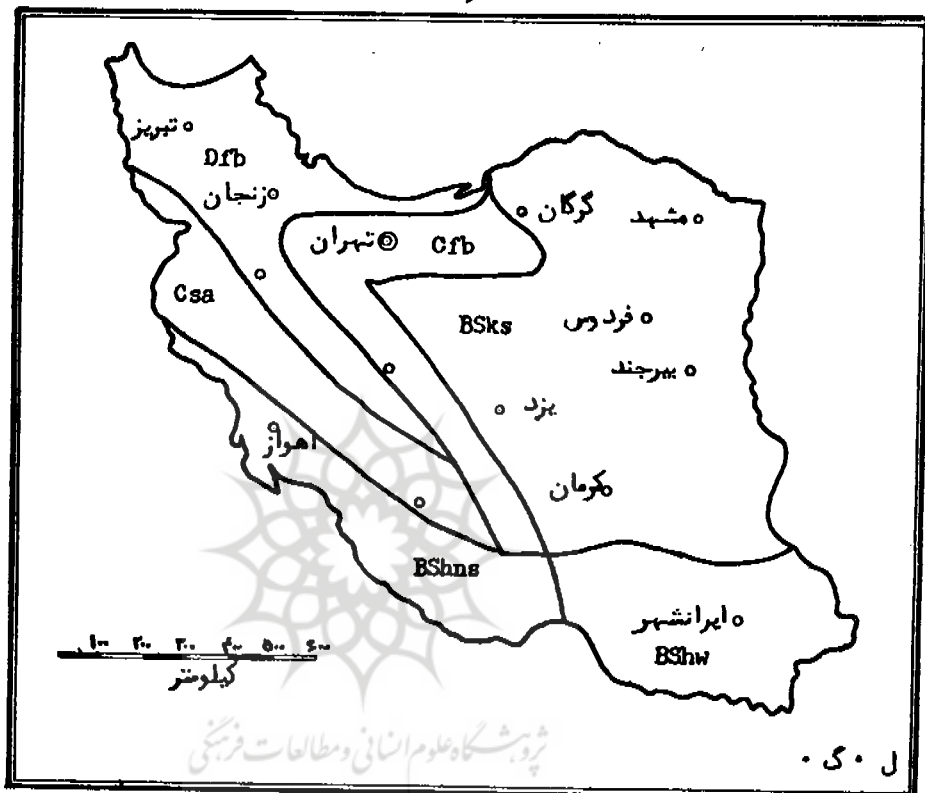 تبریز
Dfb
زنجان
گرگان
مشهد
تهران
Cfb
Csa
BSks
فردوس
بیرجند
یزد
اهواز
کرمان
BShns
ایرانشهر
BShw
۱۰۰ ۲۰۰ ۳۰۰ ۴۰۰ ۵۰۰ ۶۰۰
کیلومتر
پژوهشگاه علوم انسانی و مطالعات فرهنگی
ل . گ .